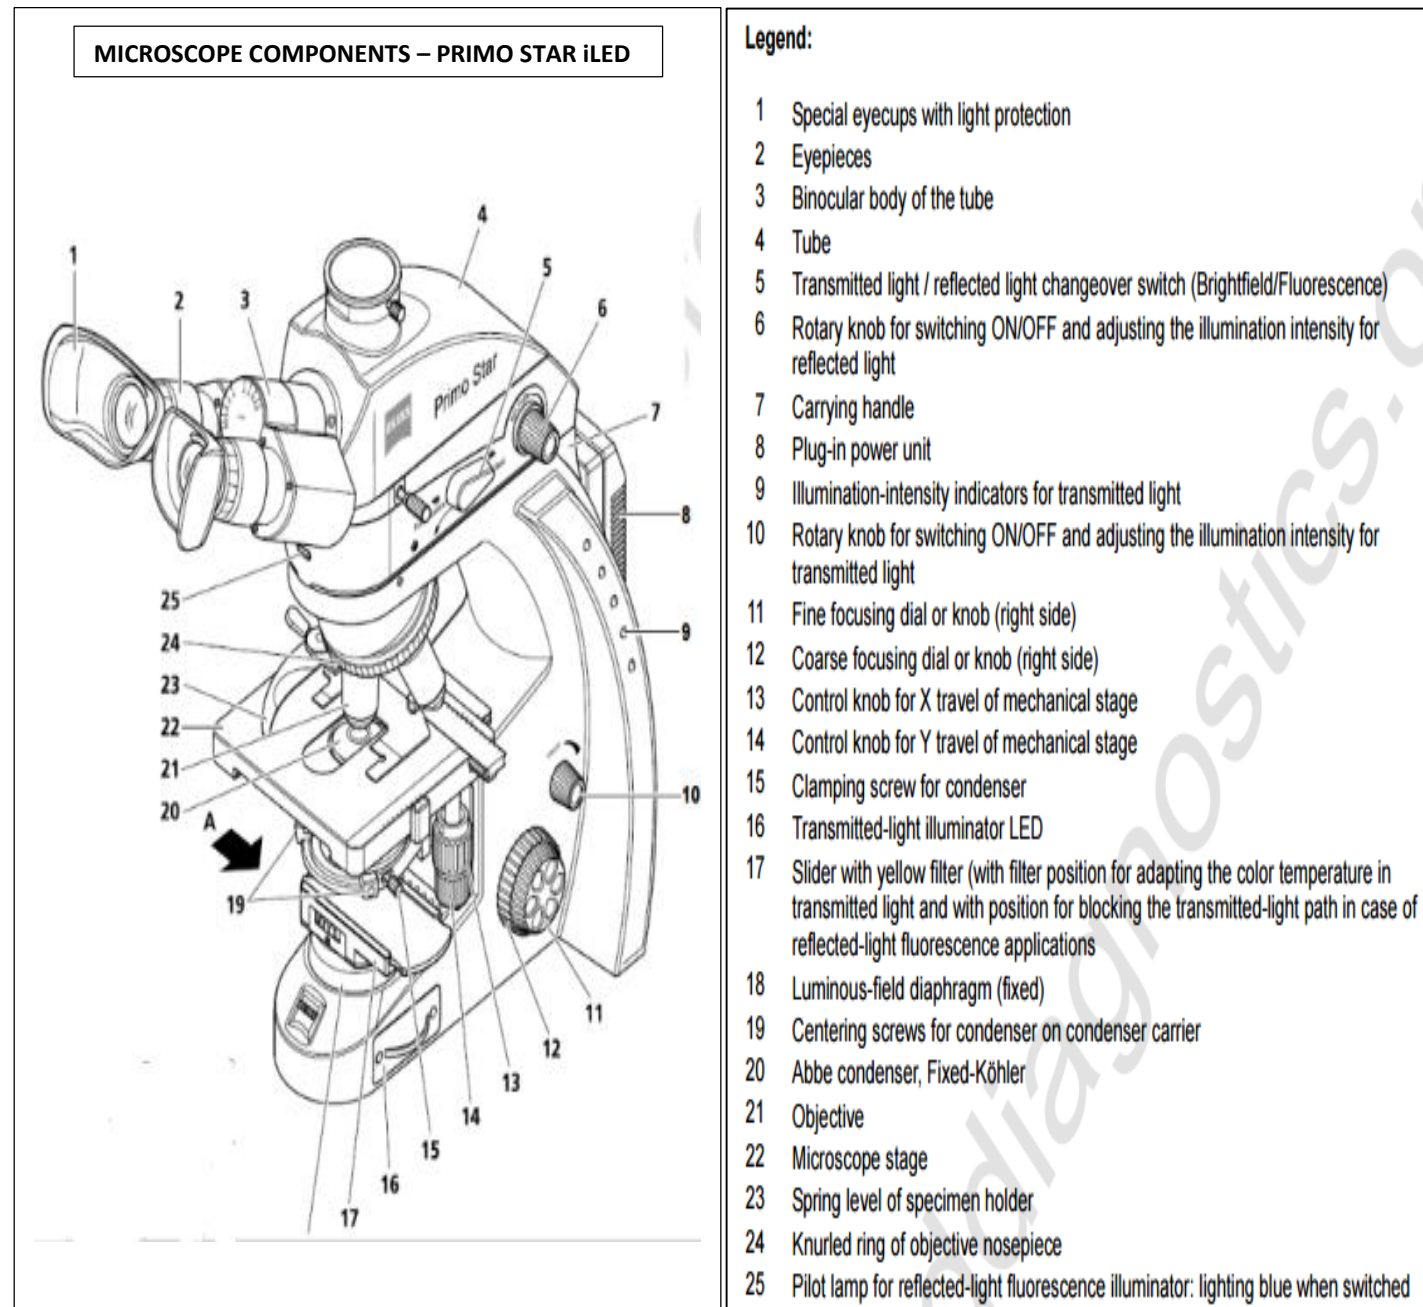 MICROSCOPE COMPONENTS – PRIMO STAR iLED
4
1
5
2
3
6
Primo Star
7
8
25
24
9
23
22
21
10
20
A
19
11
12
13
14
15
16
17
Legend:
1 Special eyecups with light protection
2 Eyepieces
3 Binocular body of the tube
4 Tube
5 Transmitted light / reflected light changeover switch (Brightfield/Fluorescence)
6 Rotary knob for switching ON/OFF and adjusting the illumination intensity for
reflected light
7 Carrying handle
8 Plug-in power unit
9 Illumination-intensity indicators for transmitted light
10 Rotary knob for switching ON/OFF and adjusting the illumination intensity for
transmitted light
11 Fine focusing dial or knob (right side)
12 Coarse focusing dial or knob (right side)
13 Control knob for X travel of mechanical stage
14 Control knob for Y travel of mechanical stage
15 Clamping screw for condenser
16 Transmitted-light illuminator LED
17 Slider with yellow filter (with filter position for adapting the color temperature in
transmitted light and with position for blocking the transmitted-light path in case of
reflected-light fluorescence applications
18 Luminous-field diaphragm (fixed)
19 Centering screws for condenser on condenser carrier
20 Abbe condenser, Fixed-Köhler
21 Objective
22 Microscope stage
23 Spring level of specimen holder
24 Knurled ring of objective nosepiece
25 Pilot lamp for reflected-light fluorescence illuminator: lighting blue when switched
ddiagnostics.or